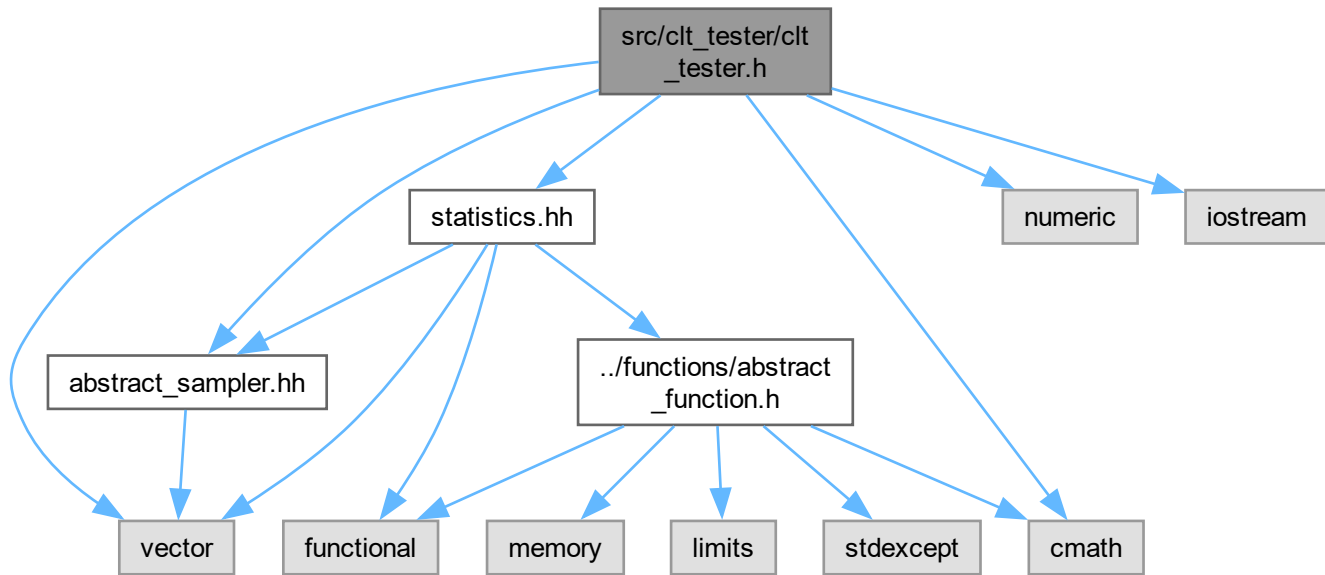 src/clt_tester/clt
_tester.h
statistics.hh
numeric
iostream
abstract_sampler.hh
../functions/abstract
_function.h
vector
functional
memory
limits
stdexcept
cmath